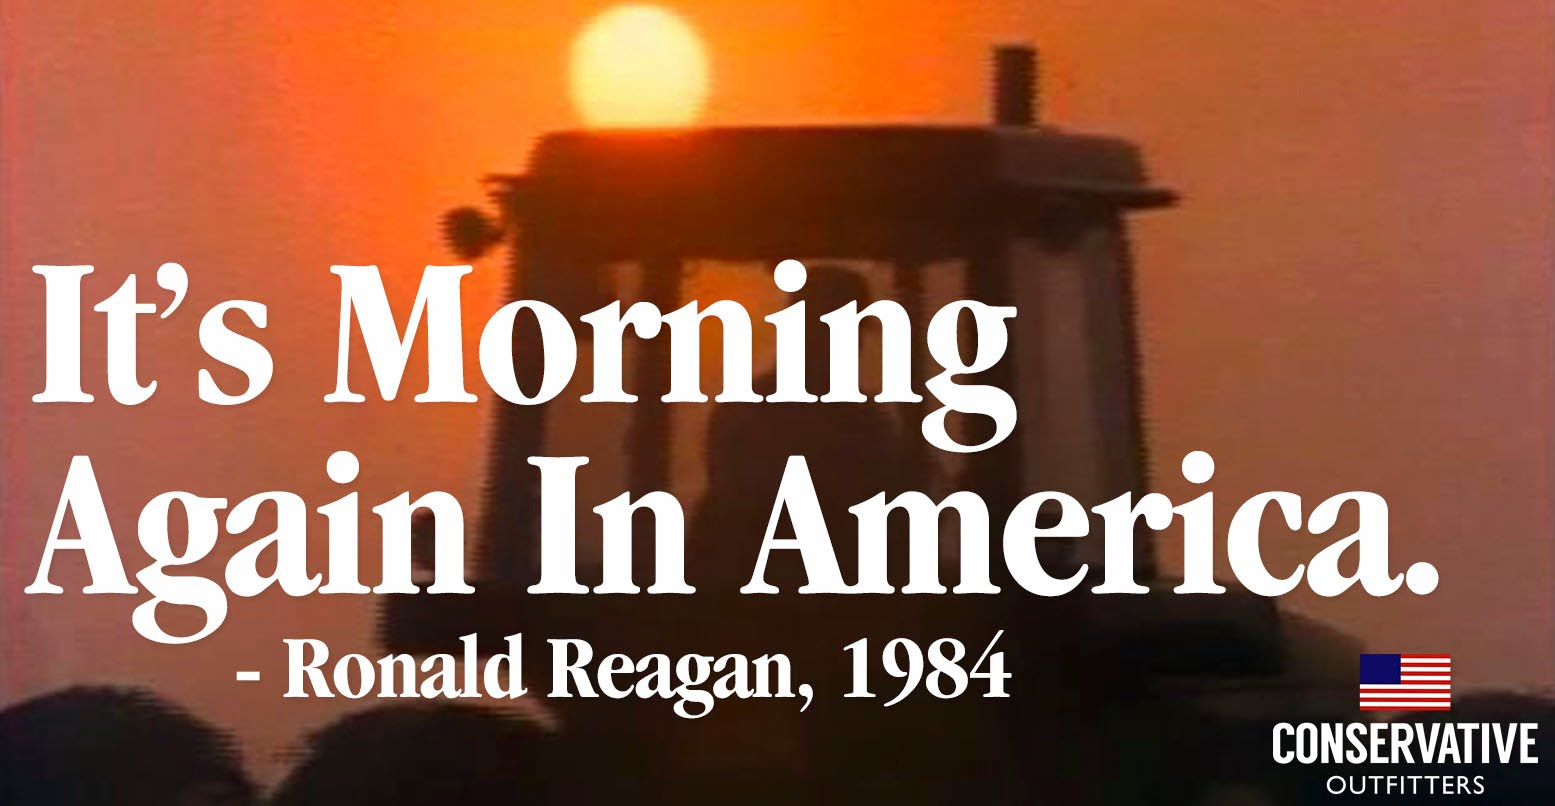 It's Morning
Again In America.
- Ronald Reagan, 1984
CONSERVATIVE
OUTFITTERS